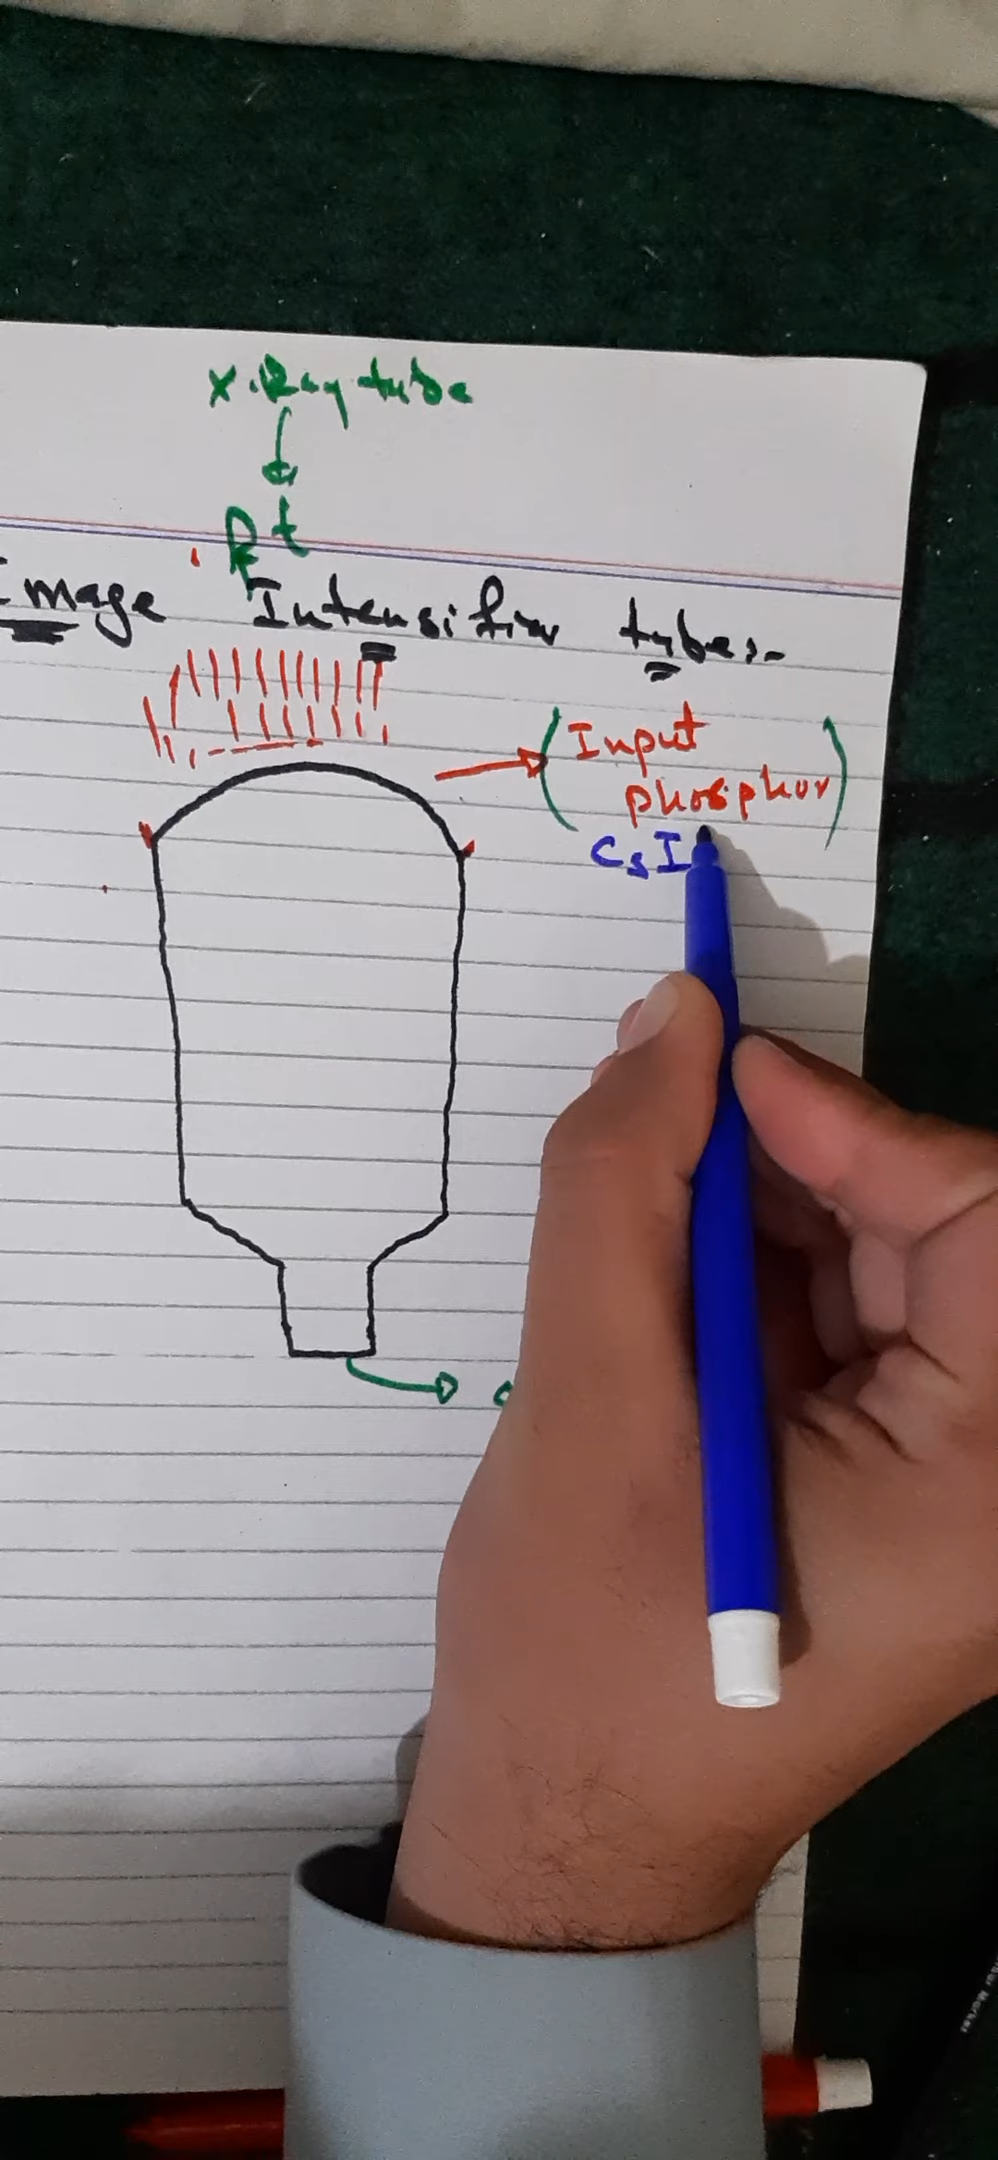 X.Ray tube
Pt
Image Intensifier tubes.
Input
phosphor
CsI